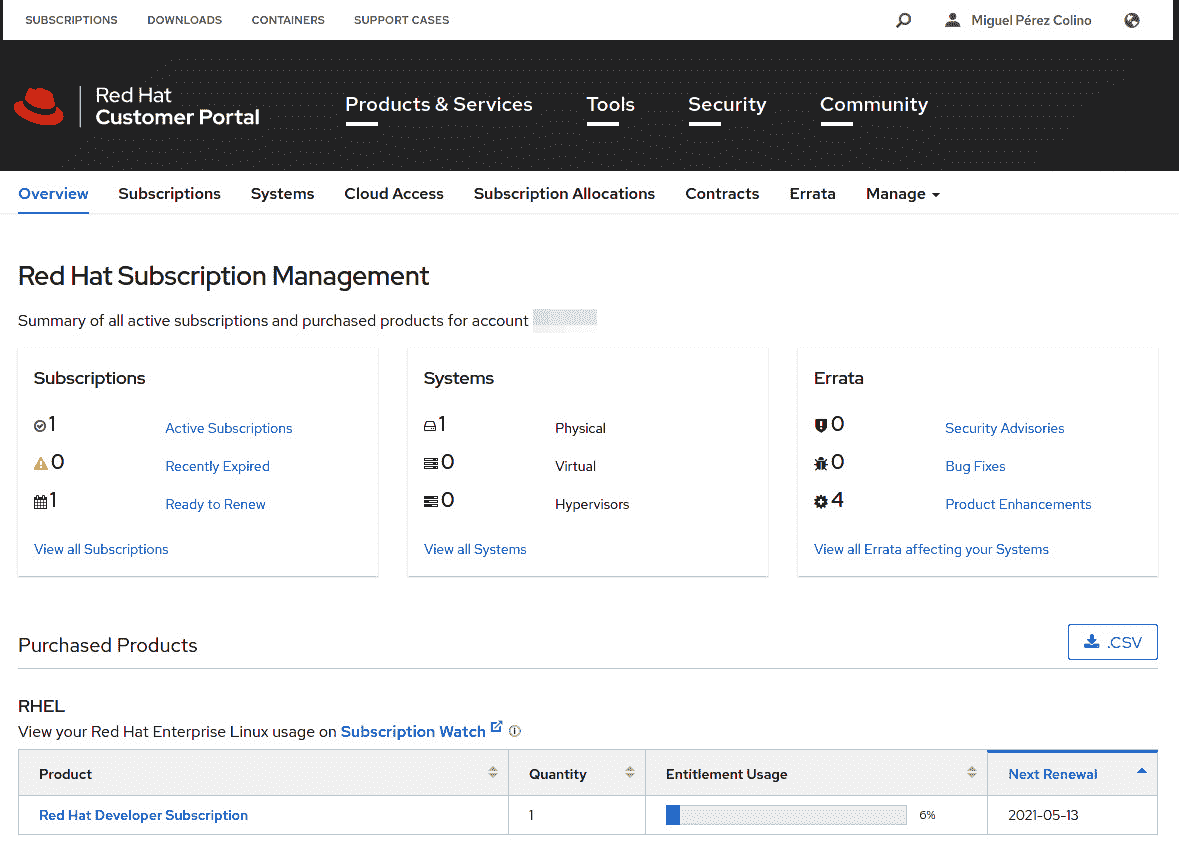 SUBSCRIPTIONS DOWNLOADS CONTAINERS SUPPORT CASES Miguel Pérez Colino
Red Hat
Customer Portal
Products & Services Tools Security Community
Overview Subscriptions Systems Cloud Access Subscription Allocations Contracts Errata Manage
Red Hat Subscription Management
Summary of all active subscriptions and purchased products for account
Subscriptions
1 Active Subscriptions
0 Recently Expired
1 Ready to Renew
View all Subscriptions
Systems
1 Physical
0 Virtual
0 Hypervisors
View all Systems
Errata
0 Security Advisories
0 Bug Fixes
4 Product Enhancements
View all Errata affecting your Systems
Purchased Products
.CSV
RHEL
View your Red Hat Enterprise Linux usage on Subscription Watch
Product Quantity Entitlement Usage Next Renewal
Red Hat Developer Subscription 1 6% 2021-05-13